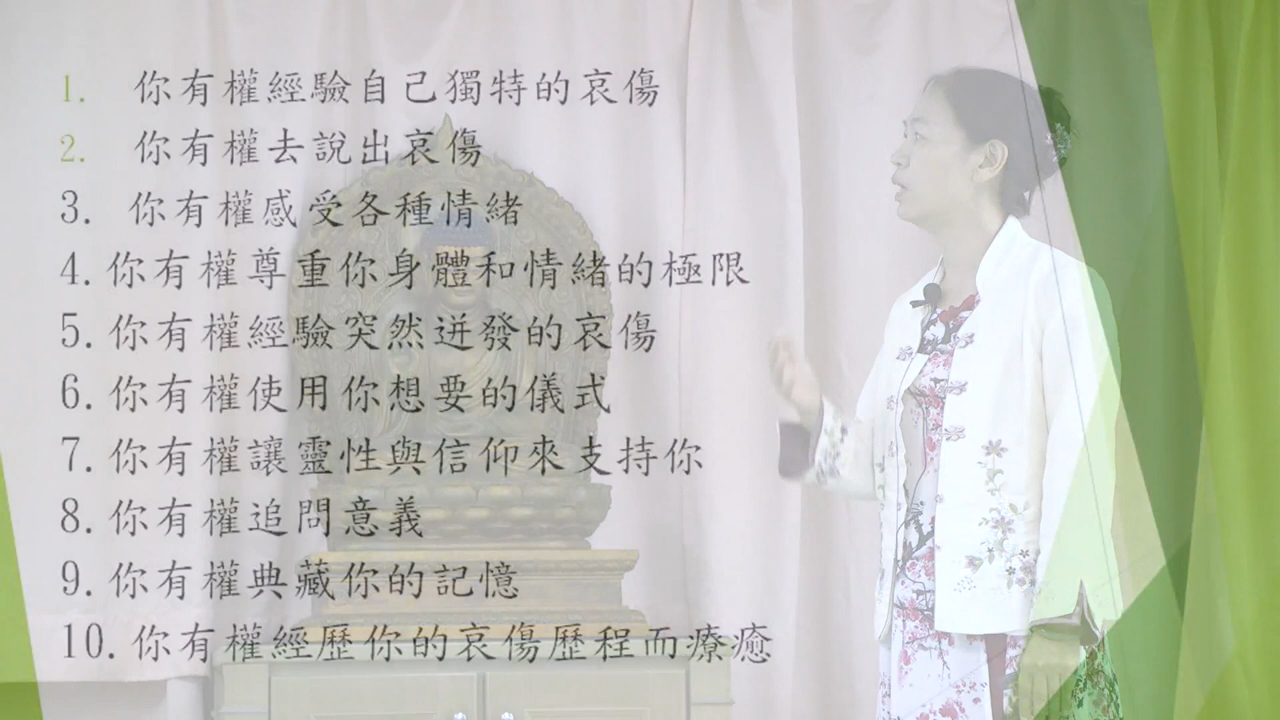 1. 你有權經驗自己獨特的哀傷
2. 你有權去說出哀傷
3. 你有權感受各種情緒
4.你有權尊重你身體和情緒的極限
5.你有權經驗突然迸發的哀傷
6.你有權使用你想要的儀式
7.你有權讓靈性與信仰來支持你
8.你有權追問意義
9.你有權典藏你的記憶
10.你有權經歷你的哀傷歷程而療癒